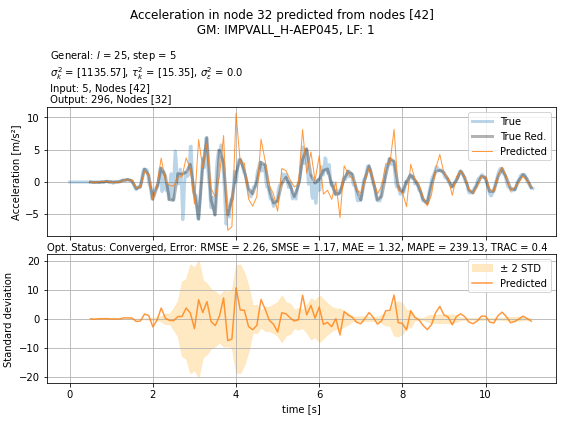 Acceleration in node 32 predicted from nodes [42]
GM: IMPVALL_H-AEP045, LF: 1
General: l = 25, step = 5
σ²ₖ = [1135.57], τ²ₖ = [15.35], σ²_ε = 0.0
Input: 5, Nodes [42]
Output: 296, Nodes [32]
True
True Red.
Predicted
Acceleration [m/s²]
10
5
0
−5
Opt. Status: Converged, Error: RMSE = 2.26, SMSE = 1.17, MAE = 1.32, MAPE = 239.13, TRAC = 0.4
± 2 STD
Predicted
Standard deviation
20
10
0
−10
−20
0 2 4 6 8 10
time [s]